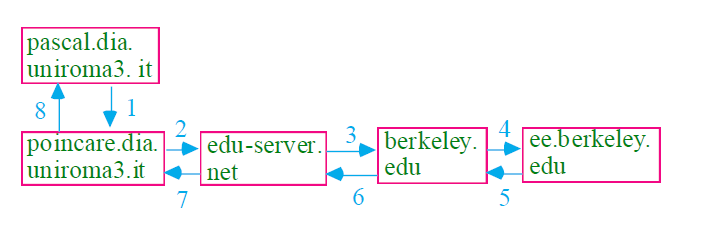 pascal.dia.
uniroma3. it
8
1
poincare.dia.
uniroma3.it
2
7
edu-server.
net
3
6
berkeley.
edu
4
5
ee.berkeley.
edu